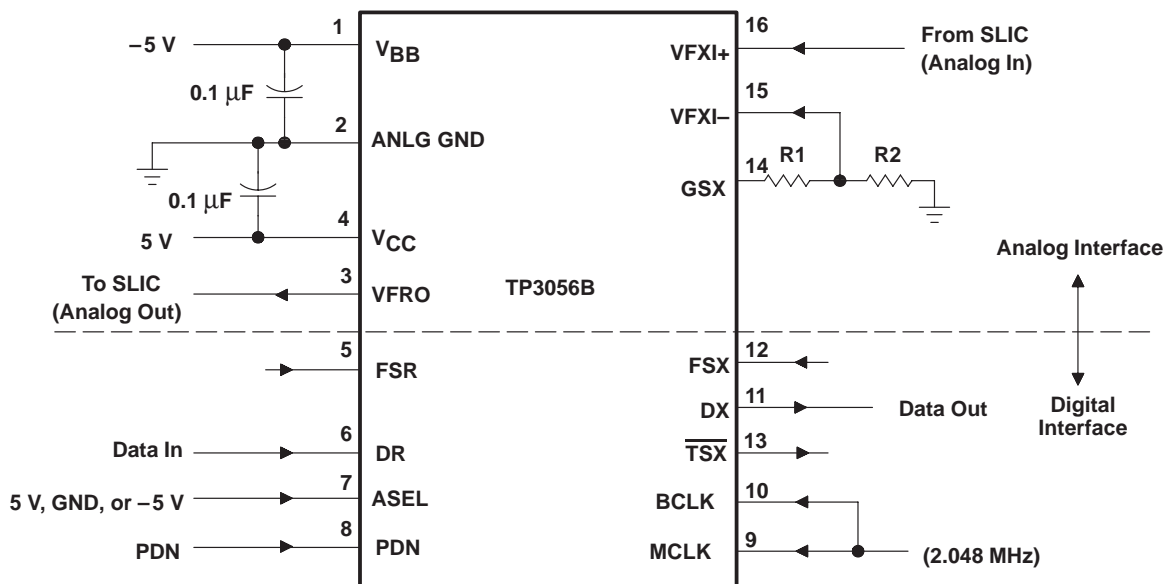 1
−5 V
VBB
0.1 μF
2
ANLG GND
0.1 μF
4
5 V
VCC
To SLIC
(Analog Out)
3
VFRO
TP3056B
16
VFXI+
From SLIC
(Analog In)
15
VFXI−
14
R1
R2
GSX
Analog Interface
Digital
Interface
5
FSR
12
FSX
11
DX
Data Out
6
Data In
DR
13
TSX
7
5 V, GND, or −5 V
ASEL
10
BCLK
8
PDN
PDN
9
MCLK
(2.048 MHz)